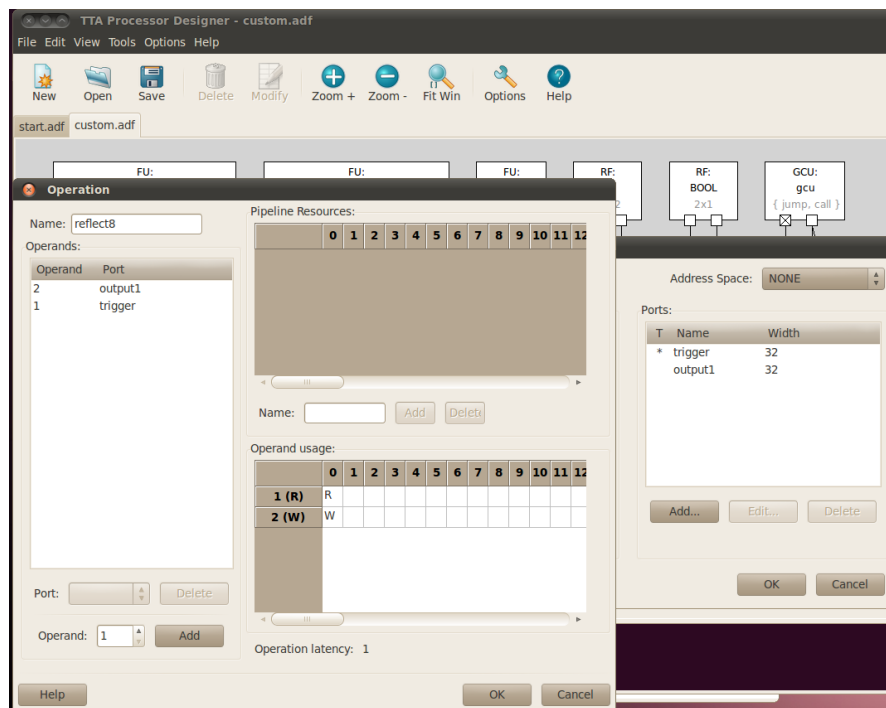 TTA Processor Designer - custom.adf
File Edit View Tools Options Help
New Open Save Delete Modify Zoom + Zoom - Fit Win Options Help
start.adf custom.adf
FU: FU: FU: RF: RF: GCU:
BOOL gcu
2 2x1 { jump, call }
Operation
Name: reflect8
Operands:
Operand Port
2 output1
1 trigger
Port: Delete
Operand: 1 Add
Pipeline Resources:
0 1 2 3 4 5 6 7 8 9 10 11 12
Name: Add Delete
Operand usage:
0 1 2 3 4 5 6 7 8 9 10 11 12
1 (R) R
2 (W) W
Operation latency: 1
Help OK Cancel
Address Space: NONE
Ports:
T Name Width
* trigger 32
output1 32
Add... Edit... Delete
OK Cancel